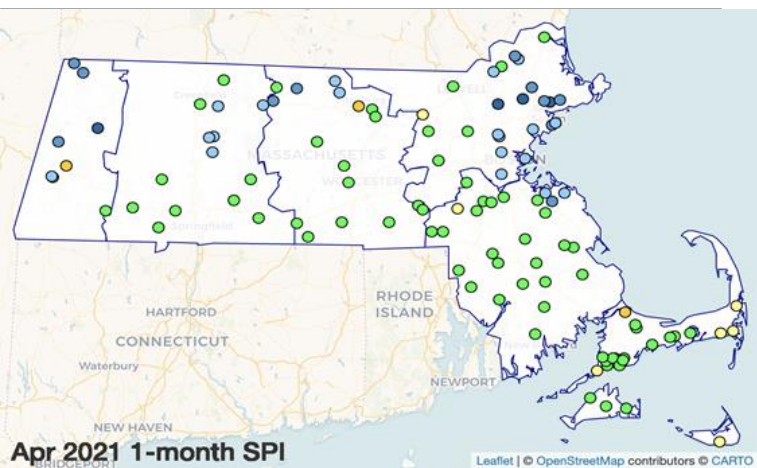 LOWELL
MASSACHUSETTS
BOSTON
WORCESTER
Springfield
HARTFORD
RHODE
ISLAND
CONNECTICUT
Waterbury
NEWPORT
NEW HAVEN
Apr 2021 1-month SPI
BRIDGEPORT
Leaflet | © OpenStreetMap contributors © CARTO